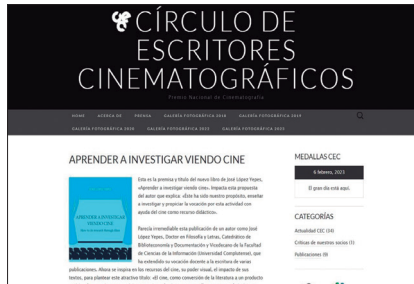 CÍRCULO DE
ESCRITORES
CINEMATOGRÁFICOS
Premio Nacional de Cinematografía
HOME ACERCA DE PRENSA GALERÍA FOTOGRÁFICA 2018 GALERÍA FOTOGRÁFICA 2019
GALERÍA FOTOGRÁFICA 2020 GALERÍA FOTOGRÁFICA 2022 GALERÍA FOTOGRÁFICA 2023
APRENDER A INVESTIGAR VIENDO CINE
Esta es la premisa y título del nuevo libro de José López Yepes,
«Aprender a investigar viendo cine». Impacta esta propuesta
del autor que explica: «Este ha sido nuestro propósito, enseñar
a investigar y propiciar la vocación por esta actividad con
ayuda del cine como recurso didáctico».
Parecía irremediable esta publicación de un autor como José
López Yepes, Doctor en Filosofía y Letras, Catedrático de
Biblioteconomía y Documentación y Vicedecano de la Facultad
de Ciencias de la Información (Universidad Complutense), que
ha extendido su vocación docente a la escritura de varias
publicaciones. Ahora se inspira en los recursos del cine, su poder visual, el impacto de sus
textos, para plantear este atractivo título: «El cine, como conversión de la literatura a un producto
APRENDER A INVESTIGAR
VIENDO CINE
MEDALLAS CEC
6 febrero, 2023
El gran día está aquí.
CATEGORÍAS
Actualidad CEC (34)
Críticas de nuestros socios (1)
Publicaciones (9)